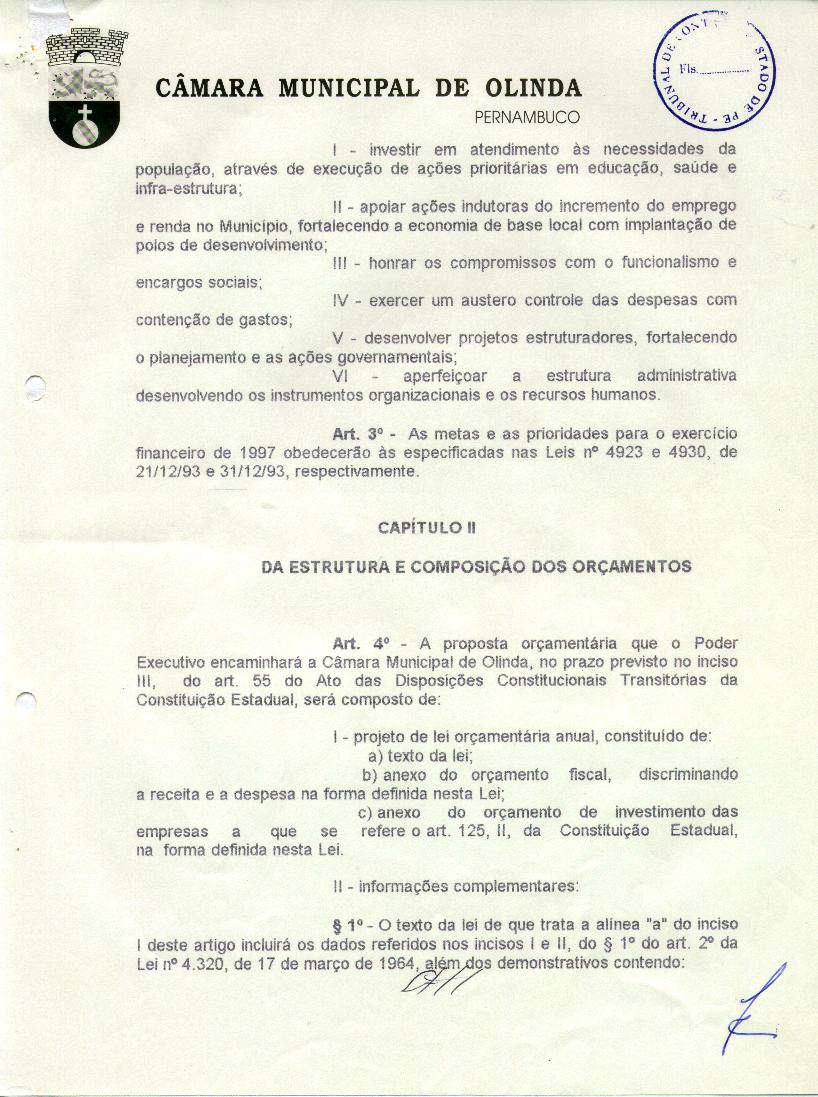 CÂMARA MUNICIPAL DE OLINDA
PERNAMBUCO
TRIBUNAL DE CONT STADO DE PE -
Fls.
I - investir em atendimento às necessidades da
população, através de execução de ações prioritárias em educação, saúde e
infra-estrutura;
II - apoiar ações indutoras do incremento do emprego
e renda no Município, fortalecendo a economia de base local com implantação de
polos de desenvolvimento;
III - honrar os compromissos com o funcionalismo e
encargos sociais;
IV - exercer um austero controle das despesas com
contenção de gastos;
V - desenvolver projetos estruturadores, fortalecendo
o planejamento e as ações governamentais;
VI - aperfeiçoar a estrutura administrativa
desenvolvendo os instrumentos organizacionais e os recursos humanos.
Art. 3º - As metas e as prioridades para o exercício
financeiro de 1997 obedecerão às especificadas nas Leis nº 4923 e 4930, de
21/12/93 e 31/12/93, respectivamente.
CAPÍTULO II
DA ESTRUTURA E COMPOSIÇÃO DOS ORÇAMENTOS
Art. 4º - A proposta orçamentária que o Poder
Executivo encaminhará a Câmara Municipal de Olinda, no prazo previsto no inciso
III, do art. 55 do Ato das Disposições Constitucionais Transitórias da
Constituição Estadual, será composto de:
I - projeto de lei orçamentária anual, constituído de:
a) texto da lei;
b) anexo do orçamento fiscal, discriminando
a receita e a despesa na forma definida nesta Lei;
c) anexo do orçamento de investimento das
empresas a que se refere o art. 125, II, da Constituição Estadual,
na forma definida nesta Lei.
II - informações complementares:
§ 1º - O texto da lei de que trata a alínea "a" do inciso
I deste artigo incluirá os dados referidos nos incisos I e II, do § 1º do art. 2º da
Lei nº 4.320, de 17 de março de 1964, além dos demonstrativos contendo: